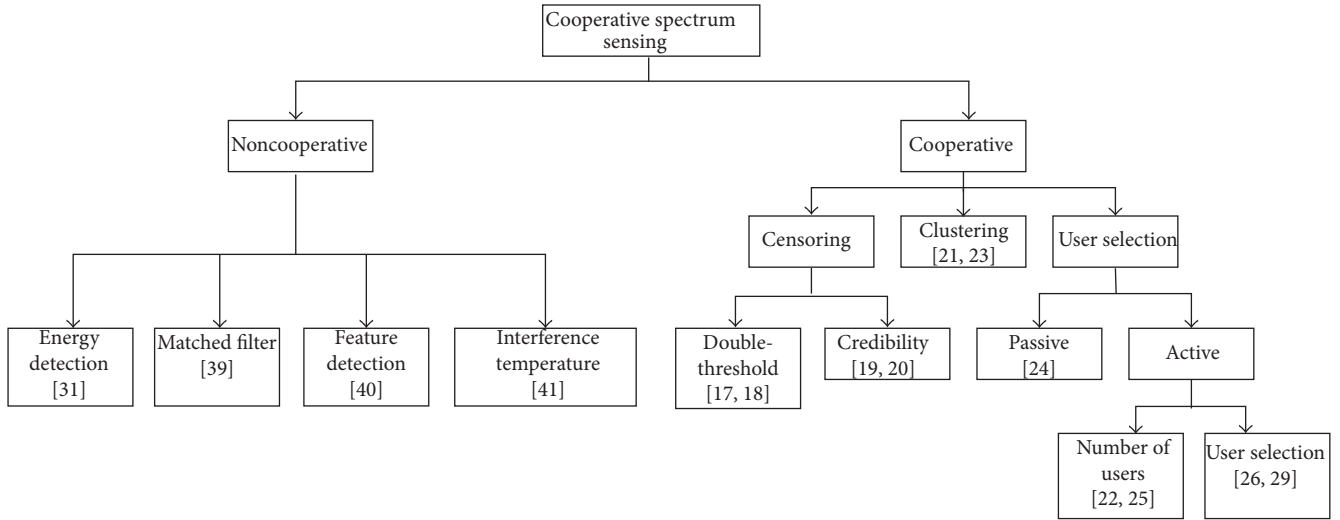 Cooperative spectrum
sensing
Noncooperative
Cooperative
Censoring
Clustering
[21, 23]
User selection
Energy
detection
[31]
Matched filter
[39]
Feature
detection
[40]
Interference
temperature
[41]
Double-
threshold
[17, 18]
Credibility
[19, 20]
Passive
[24]
Active
Number of
users
[22, 25]
User selection
[26, 29]